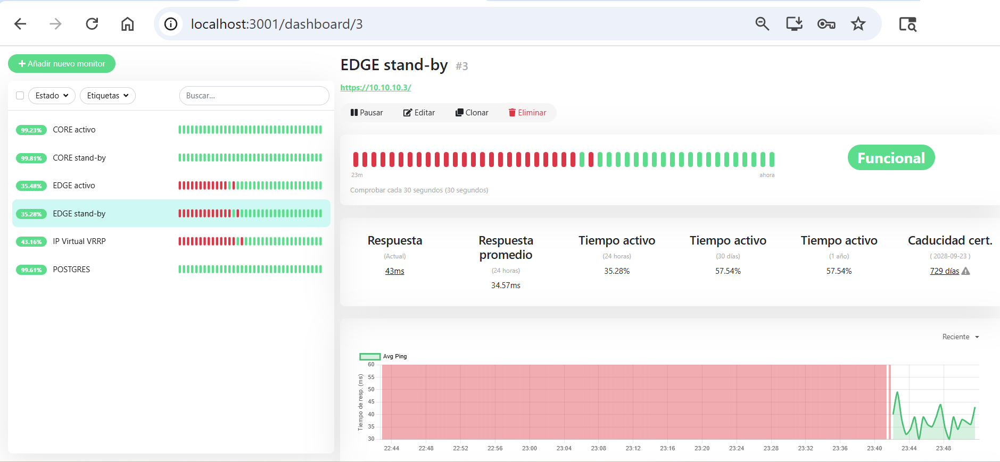 localhost:3001/dashboard/3
+ Añadir nuevo monitor
Estado
Etiquetas
Buscar...
99.23% CORE activo
99.81% CORE stand-by
35.48% EDGE activo
35.28% EDGE stand-by
43.16% IP Virtual VRRP
99.61% POSTGRES
EDGE stand-by #3
https://10.10.10.3/
Pausar Editar Clonar Eliminar
Funcional
23m ahora
Comprobar cada 30 segundos (30 segundos)
Respuesta
(Actual)
43ms
Respuesta
promedio
(24 horas)
34.57ms
Tiempo activo
(24 horas)
35.28%
Tiempo activo
(30 días)
57.54%
Tiempo activo
(1 año)
57.54%
Caducidad cert.
( 2028-09-23 )
729 días
Reciente
Avg Ping
Tiempo de resp. (ms)
60
55
50
45
40
35
30
22:44 22:48 22:52 22:56 23:00 23:04 23:08 23:12 23:16 23:20 23:24 23:28 23:32 23:36 23:40 23:44 23:48